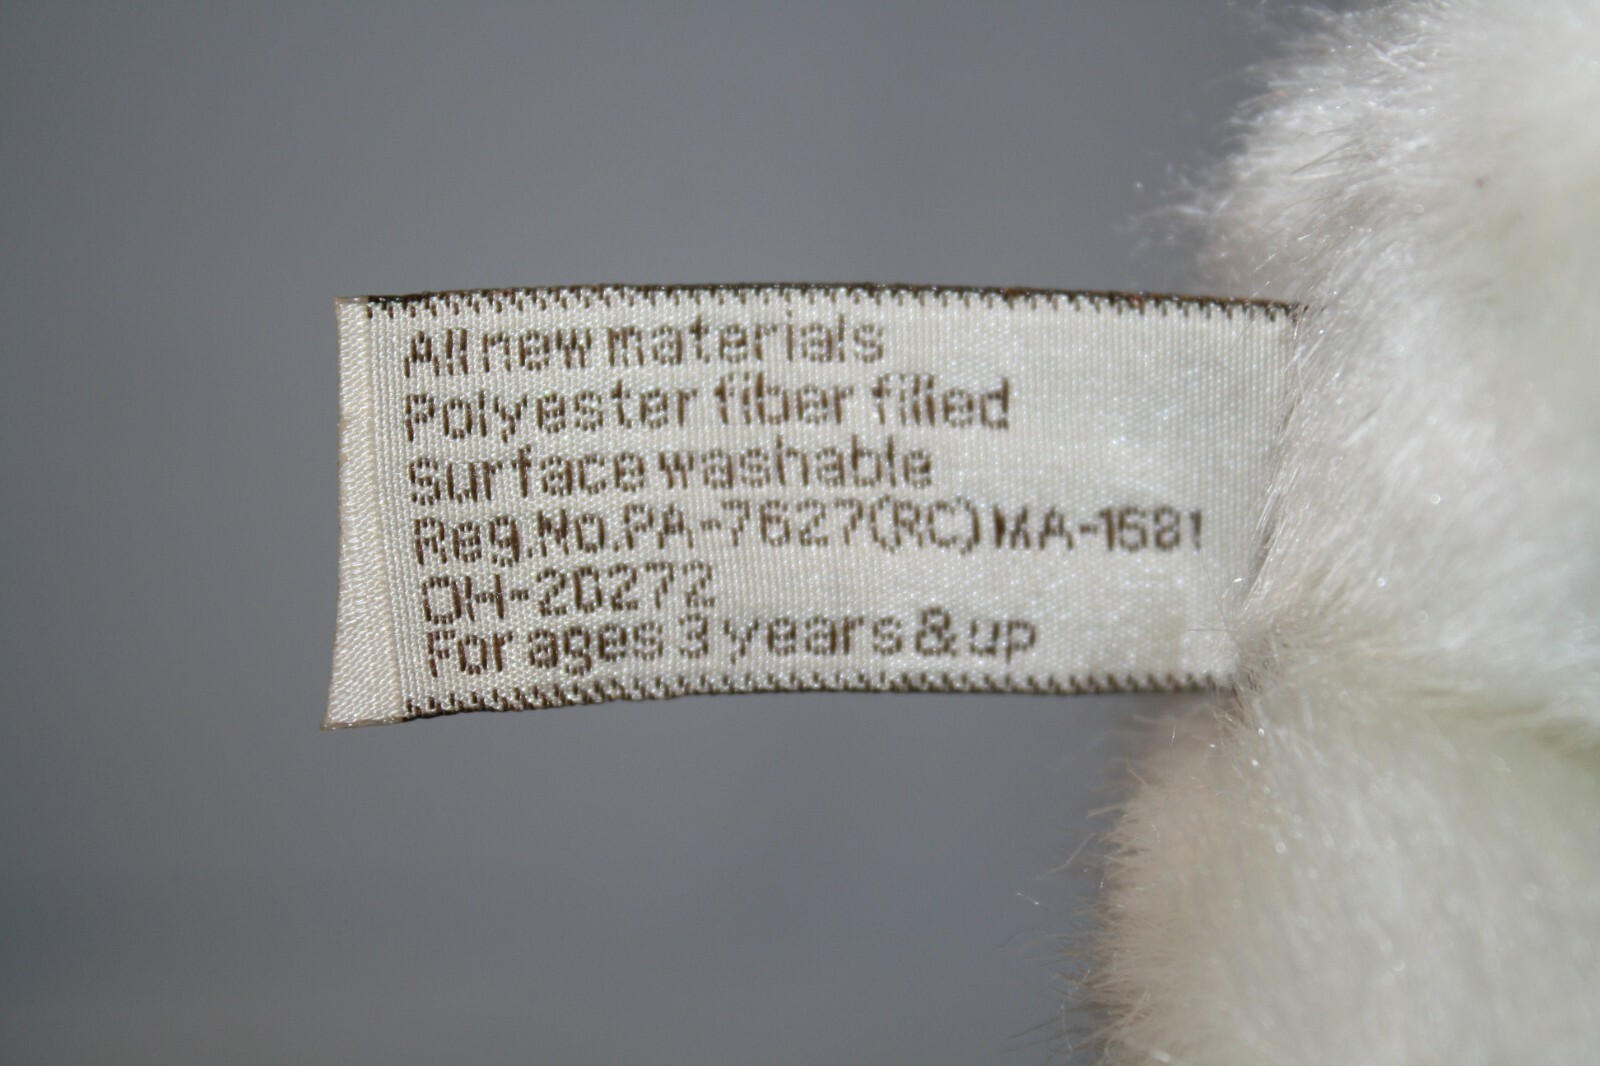 All new materials
Polyester fiber filled
Surface washable
Reg.No.PA-7627(RC) MA-1581
OH-20272
For ages 3 years & up